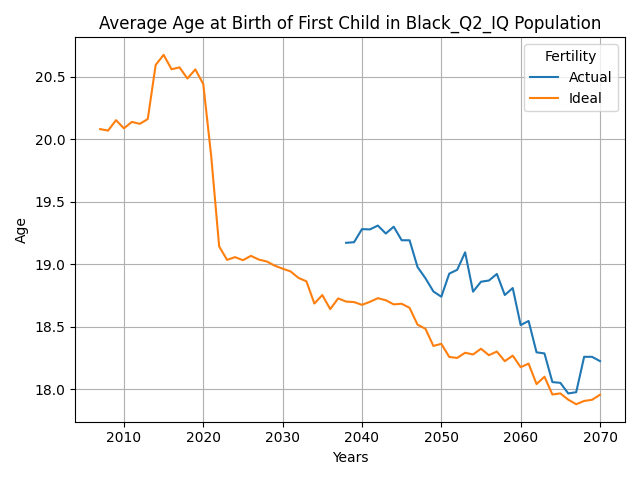 Average Age at Birth of First Child in Black_Q2_IQ Population
Fertility
Actual
Ideal
20.5
20.0
19.5
19.0
18.5
18.0
Age
2010 2020 2030 2040 2050 2060 2070
Years